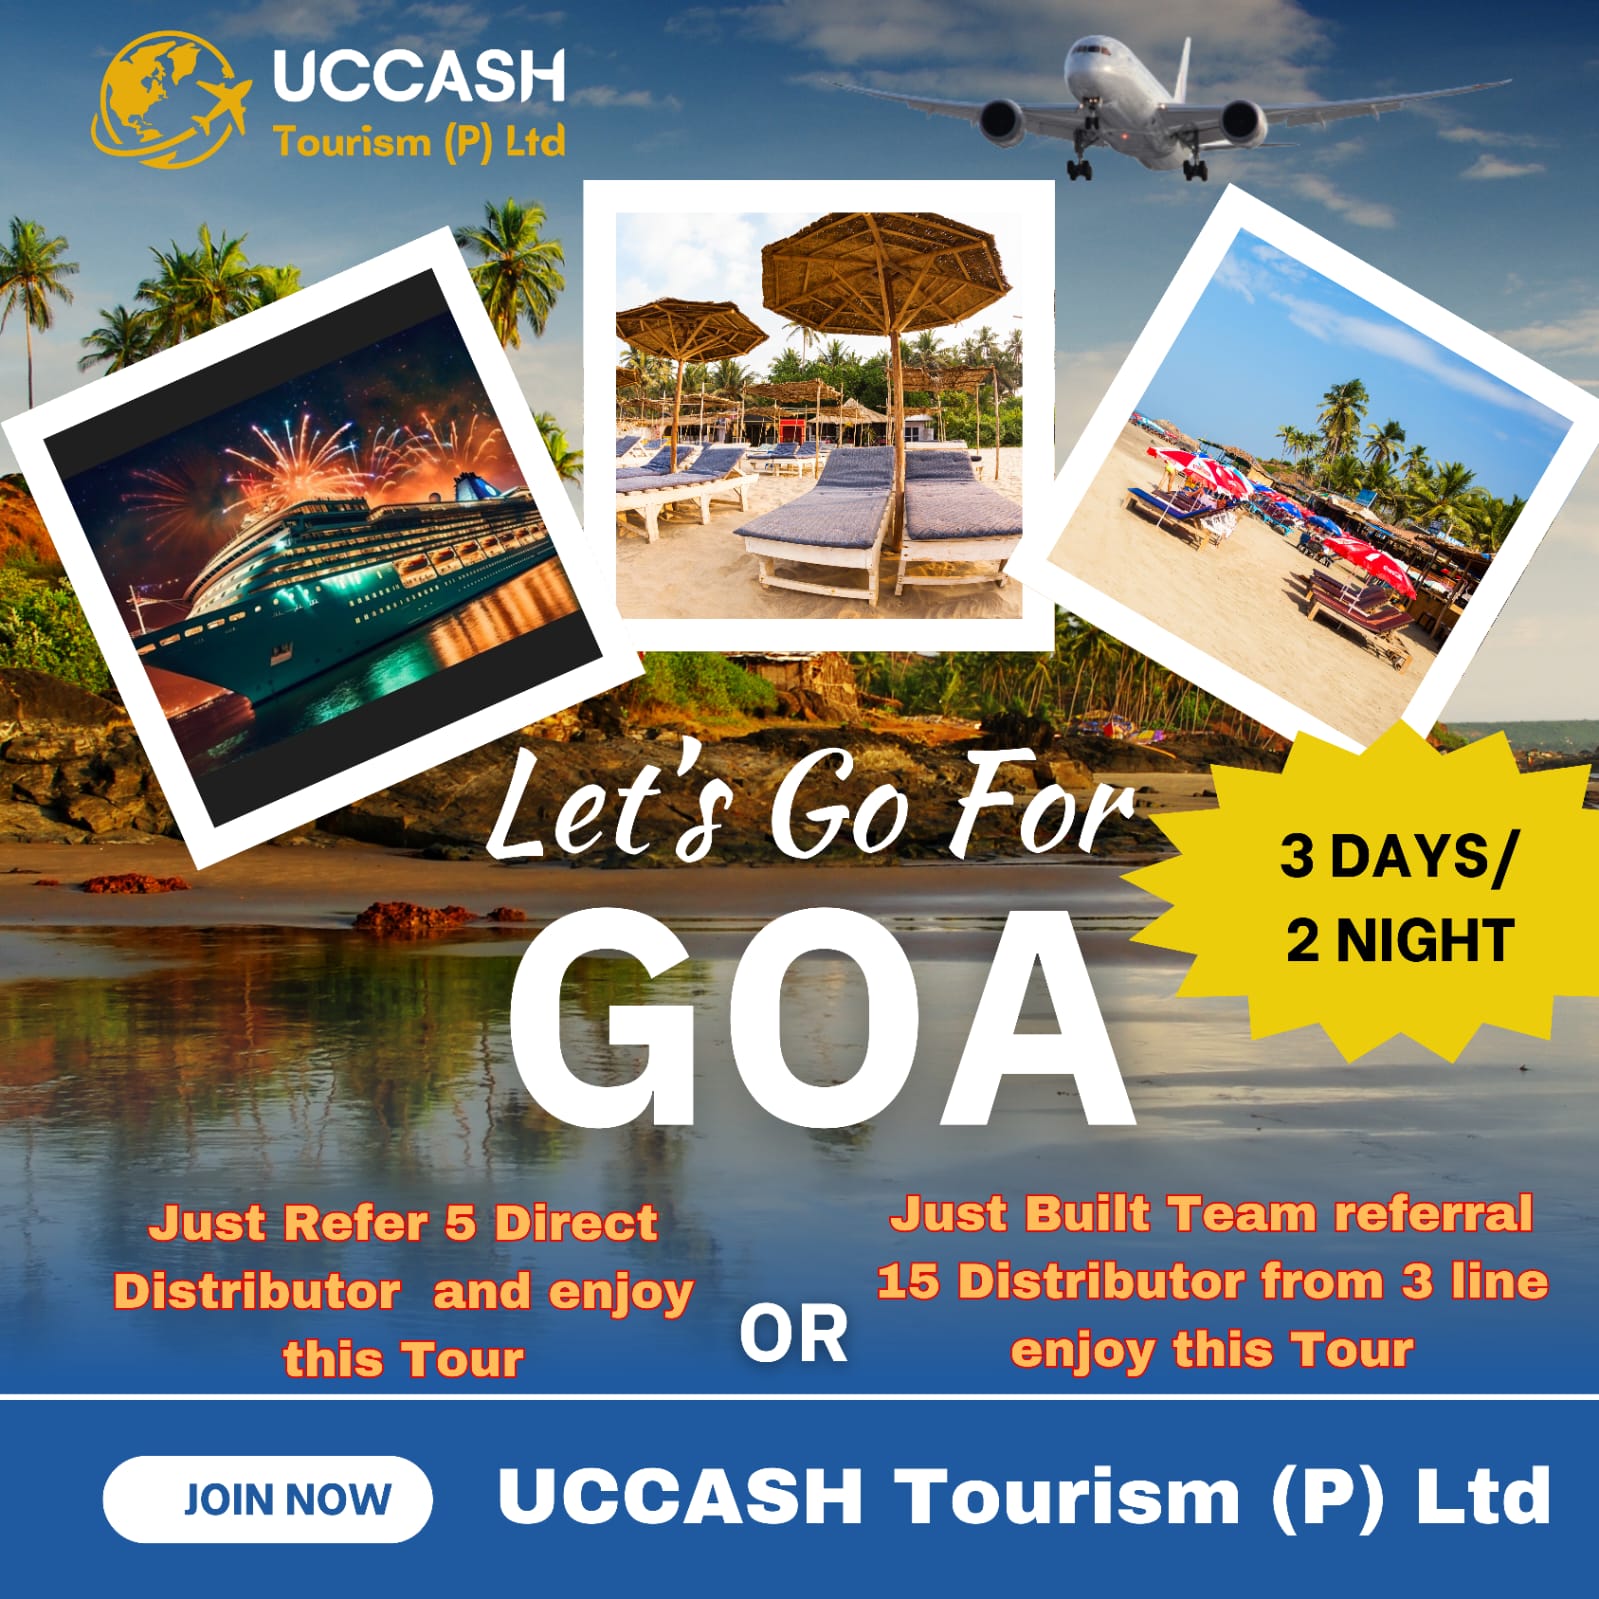 UCCASH
Tourism (P) Ltd
Let's Go For
GOA
3 DAYS/
2 NIGHT
Just Refer 5 Direct
Distributor and enjoy
this Tour
OR
Just Built Team referral
15 Distributor from 3 line
enjoy this Tour
JOIN NOW
UCCASH Tourism (P) Ltd